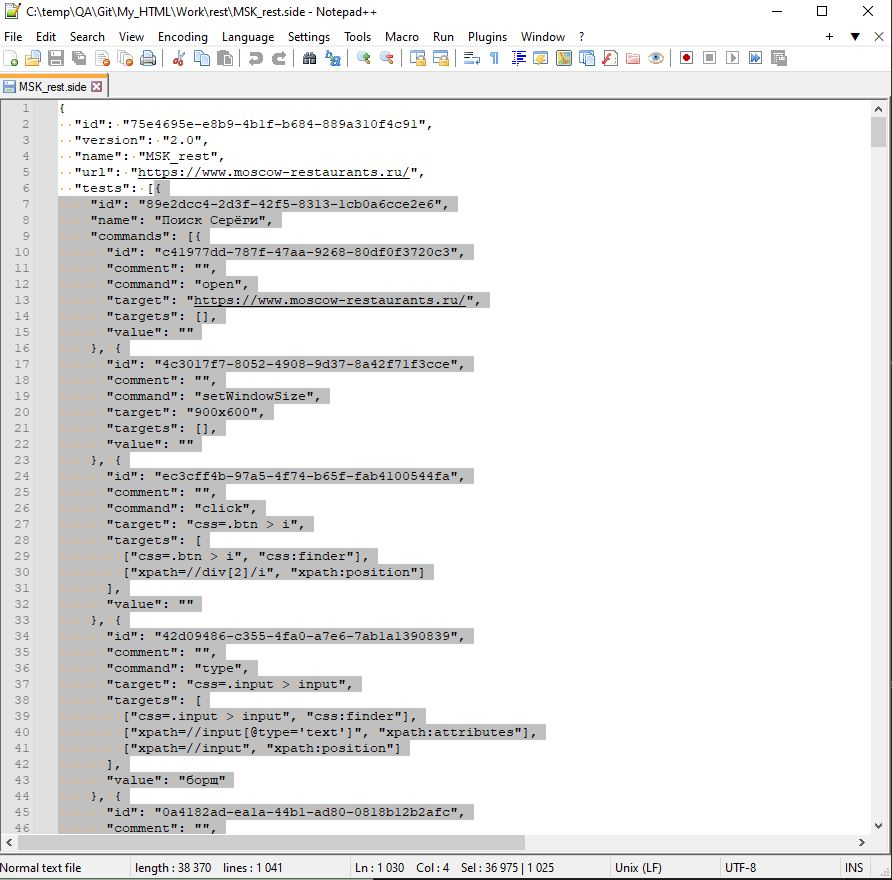 C:\temp\QA\Git\My_HTML\Work\rest\MSK_rest.side - Notepad++
File Edit Search View Encoding Language Settings Tools Macro Run Plugins Window ? + ▼ X
MSK_rest.side
1 {
2 "id": "75e4695e-e8b9-4b1f-b684-889a310f4c91",
3 "version": "2.0",
4 "name": "MSK_rest",
5 "url": "https://www.moscow-restaurants.ru/",
6 "tests": [{
7 "id": "89e2dcc4-2d3f-42f5-8313-1cb0a6cce2e6",
8 "name": "Поиск Серёги",
9 "commands": [{
10 "id": "c41977dd-787f-47aa-9268-80df0f3720c3",
11 "comment": "",
12 "command": "open",
13 "target": "https://www.moscow-restaurants.ru/",
14 "targets": [],
15 "value": ""
16 }, {
17 "id": "4c3017f7-8052-4908-9d37-8a42f71f3cce",
18 "comment": "",
19 "command": "setWindowSize",
20 "target": "900x600",
21 "targets": [],
22 "value": ""
23 }, {
24 "id": "ec3cff4b-97a5-4f74-b65f-fab4100544fa",
25 "comment": "",
26 "command": "click",
27 "target": "css=.btn > i",
28 "targets": [
29 ["css=.btn > i", "css:finder"],
30 ["xpath=//div[2]/i", "xpath:position"]
31 ],
32 "value": ""
33 }, {
34 "id": "42d09486-c355-4fa0-a7e6-7ab1a1390839",
35 "comment": "",
36 "command": "type",
37 "target": "css=.input > input",
38 "targets": [
39 ["css=.input > input", "css:finder"],
40 ["xpath=//input[@type='text']", "xpath:attributes"],
41 ["xpath=//input", "xpath:position"]
42 ],
43 "value": "борщ"
44 }, {
45 "id": "0a4182ad-ea1a-44b1-ad80-0818b12b2afc",
46 "comment": "",
Normal text file length : 38 370 lines : 1 041 Ln : 1 030 Col : 4 Sel : 36 975 | 1 025 Unix (LF) UTF-8 INS